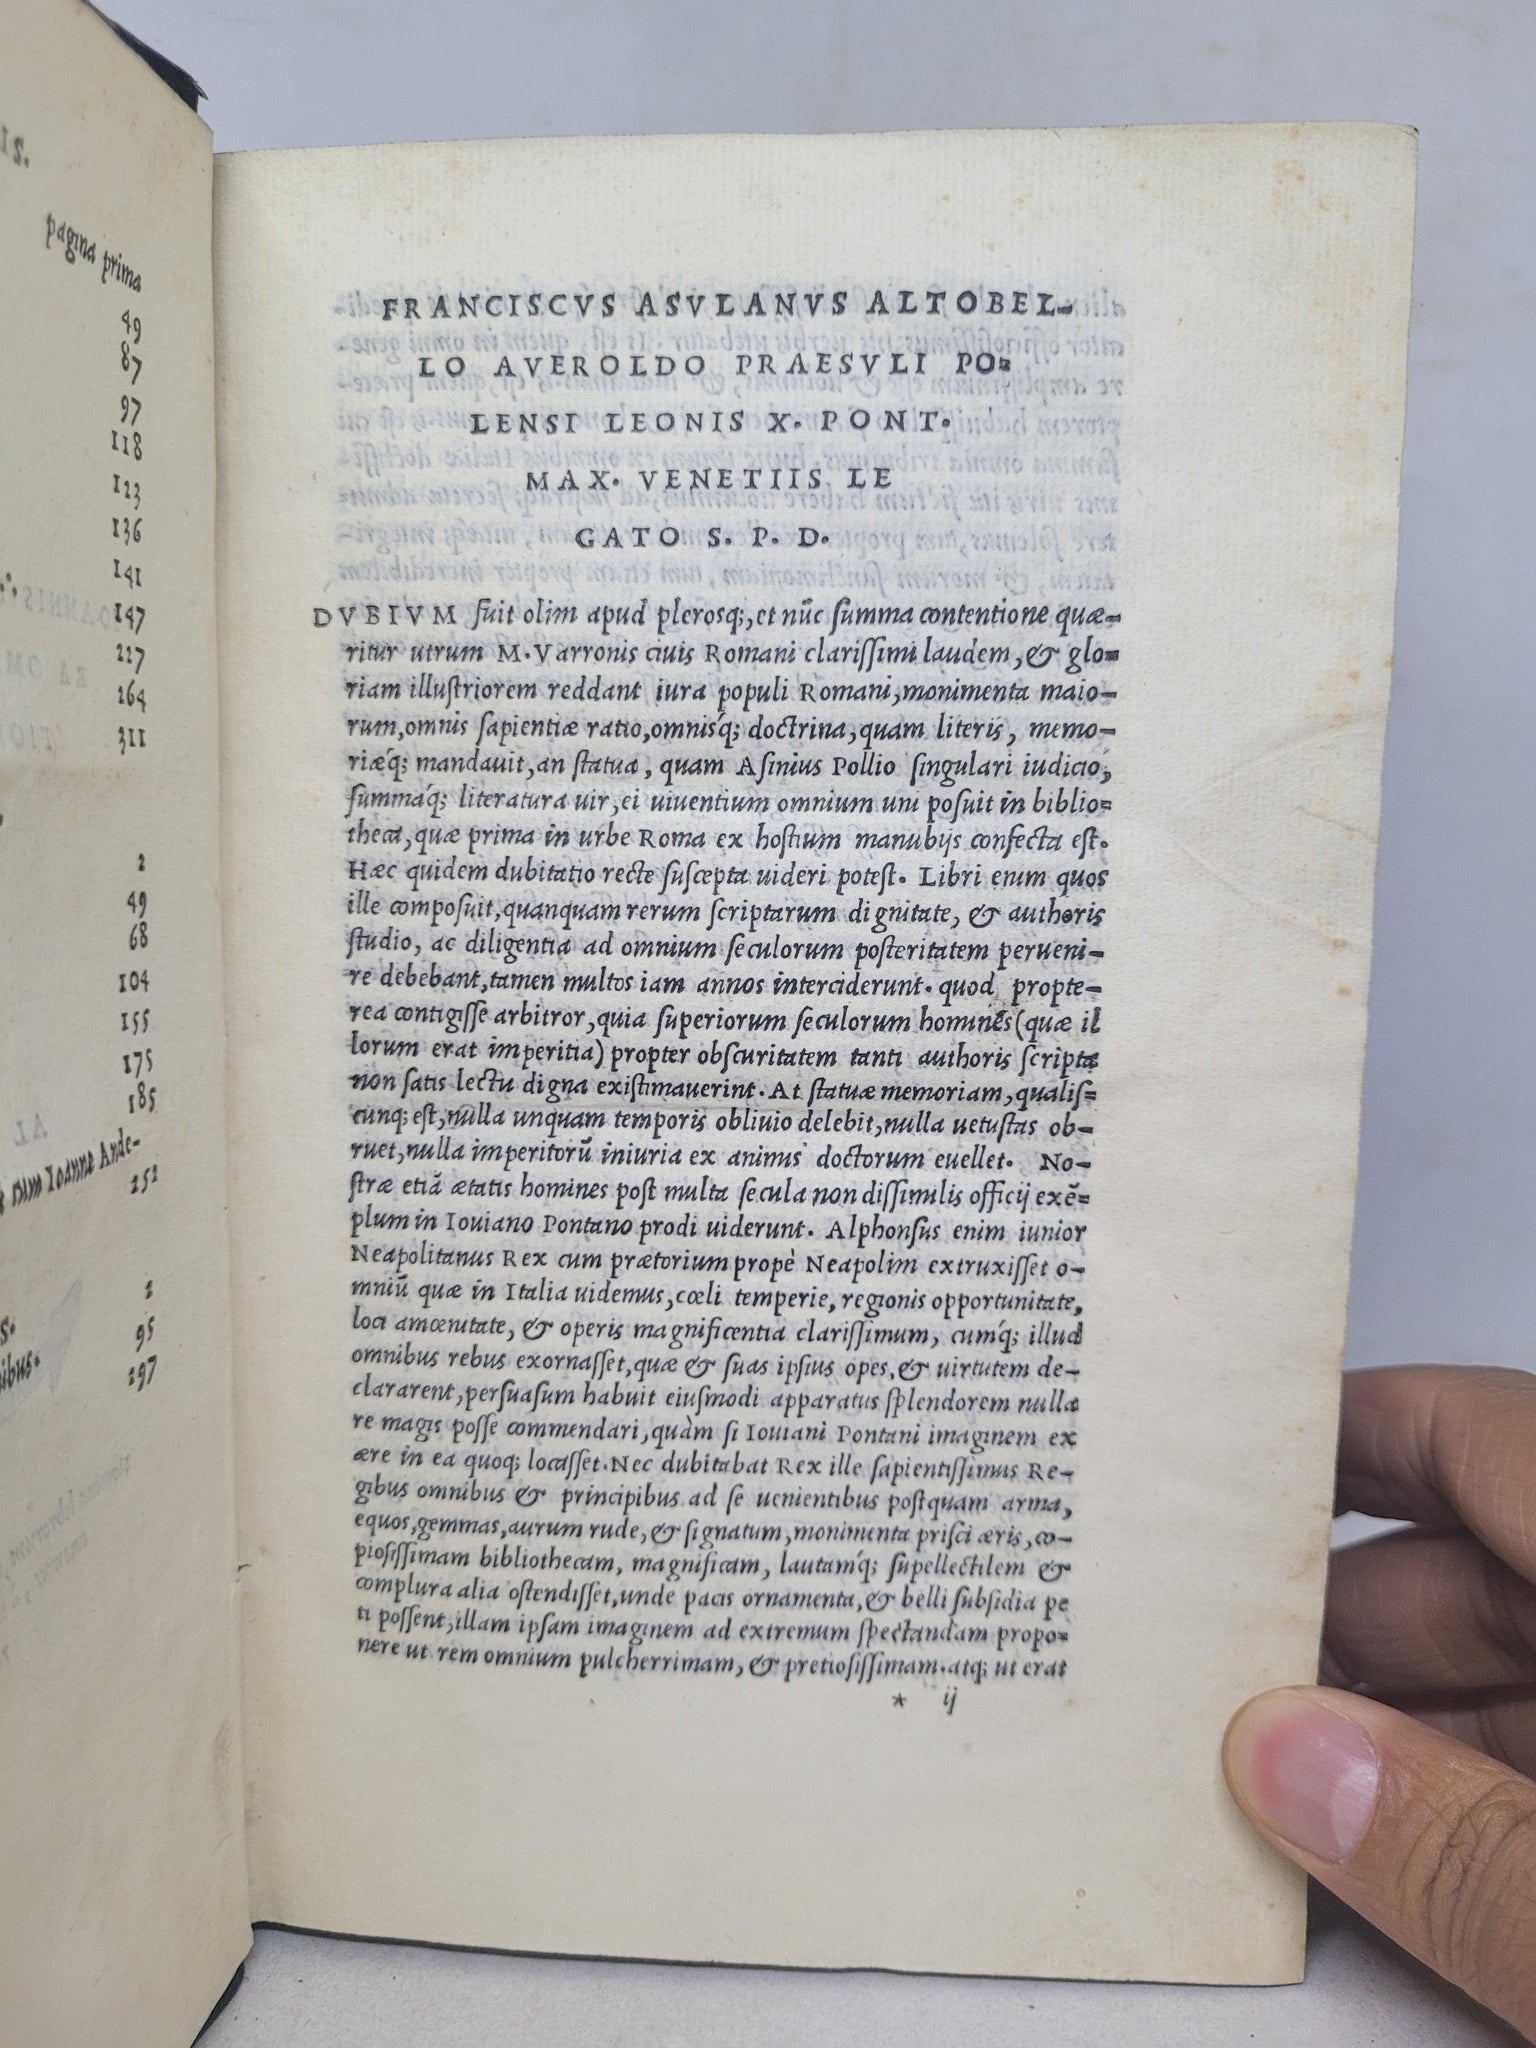 IS.
pagina prima
49
87
97
118
123
136
141
147
217
264
311
2
49
68
104
155
175
185
cum Ioanne Ande-
252
2
95
ibus.
197
FRANCISCVS ASVLANVS ALTOBEL-
LO AVEROLDO PRAESVLI PO-
LENSI LEONIS X. PONT.
MAX. VENETIIS LE
GATO S. P. D.
DVBIVM fuit olim apud plerosq;, et nūc summa contentione quæ-
ritur utrum M. Varronis ciuis Romani clarissimi laudem, & glo-
riam illustriorem reddant iura populi Romani, monimenta maio-
rum, omnis sapientiæ ratio, omnisq́; doctrina, quam literis, memo-
riæq́; mandauit, an statua, quam Asinius Pollio singulari iudicio,
summaq́; literatura uir, ei uiuentium omnium uni posuit in biblio-
theca, quæ prima in urbe Roma ex hostium manubijs confecta est.
Hæc quidem dubitatio recte suscepta uideri potest. Libri enim quos
ille composuit, quanquam rerum scriptarum dignitate, & authoris
studio, ac diligentia ad omnium seculorum posteritatem perueni-
re debebant, tamen multos iam annos interciderunt. quod propte-
rea contigisse arbitror, quia superiorum seculorum homines (quæ il
lorum erat imperitia) propter obscuritatem tanti authoris scripta
non satis lectu digna existimauerint. At statuæ memoriam, qualis-
cunq; est, nulla unquam temporis obliuio delebit, nulla uetustas ob-
ruet, nulla imperitorū iniuria ex animis doctorum euellet. No-
stræ etiā ætatis homines post multa secula non dissimilis officij exē-
plum in Iouiano Pontano prodi uiderunt. Alphonsus enim iunior
Neapolitanus Rex cum prætorium propè Neapolim extruxisset o-
mniū quæ in Italia uidemus, cœli temperie, regionis opportunitate,
loci amœnitate, & operis magnificentia clarissimum, cumq́; illud
omnibus rebus exornasset, quæ & suas ipsius opes, & uirtutem de-
clararent, persuasum habuit eiusmodi apparatus splendorem nulla
re magis posse commendari, quàm si Iouiani Pontani imaginem ex
ære in ea quoq; locasset. Nec dubitabat Rex ille sapientissimus Re-
gibus omnibus & principibus ad se uenientibus postquam arma,
equos, gemmas, aurum rude, & signatum, monimenta prisci æris, co-
piosissimam bibliothecam, magnificam, lautamq́; supellectilem &
complura alia ostendisset, unde pacis ornamenta, & belli subsidia pe
ti possent, illam ipsam imaginem ad extremum spectandam propo-
nere ut rem omnium pulcherrimam, & pretiosissimam. atq; ut erat
* ij